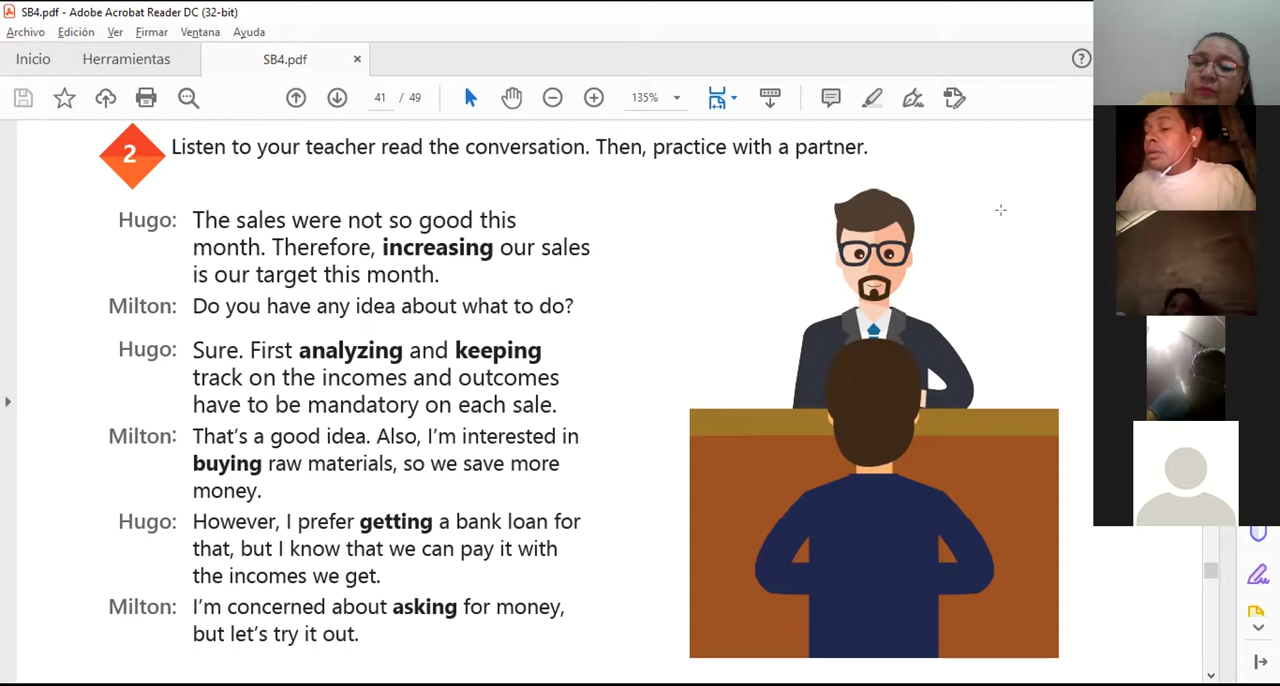 SB4.pdf - Adobe Acrobat Reader DC (32-bit)
Archivo Edición Ver Firmar Ventana Ayuda
Inicio Herramientas SB4.pdf ×
41 / 49 135%
2 Listen to your teacher read the conversation. Then, practice with a partner.
Hugo: The sales were not so good this
month. Therefore, increasing our sales
is our target this month.
Milton: Do you have any idea about what to do?
Hugo: Sure. First analyzing and keeping
track on the incomes and outcomes
have to be mandatory on each sale.
Milton: That's a good idea. Also, I'm interested in
buying raw materials, so we save more
money.
Hugo: However, I prefer getting a bank loan for
that, but I know that we can pay it with
the incomes we get.
Milton: I'm concerned about asking for money,
but let's try it out.